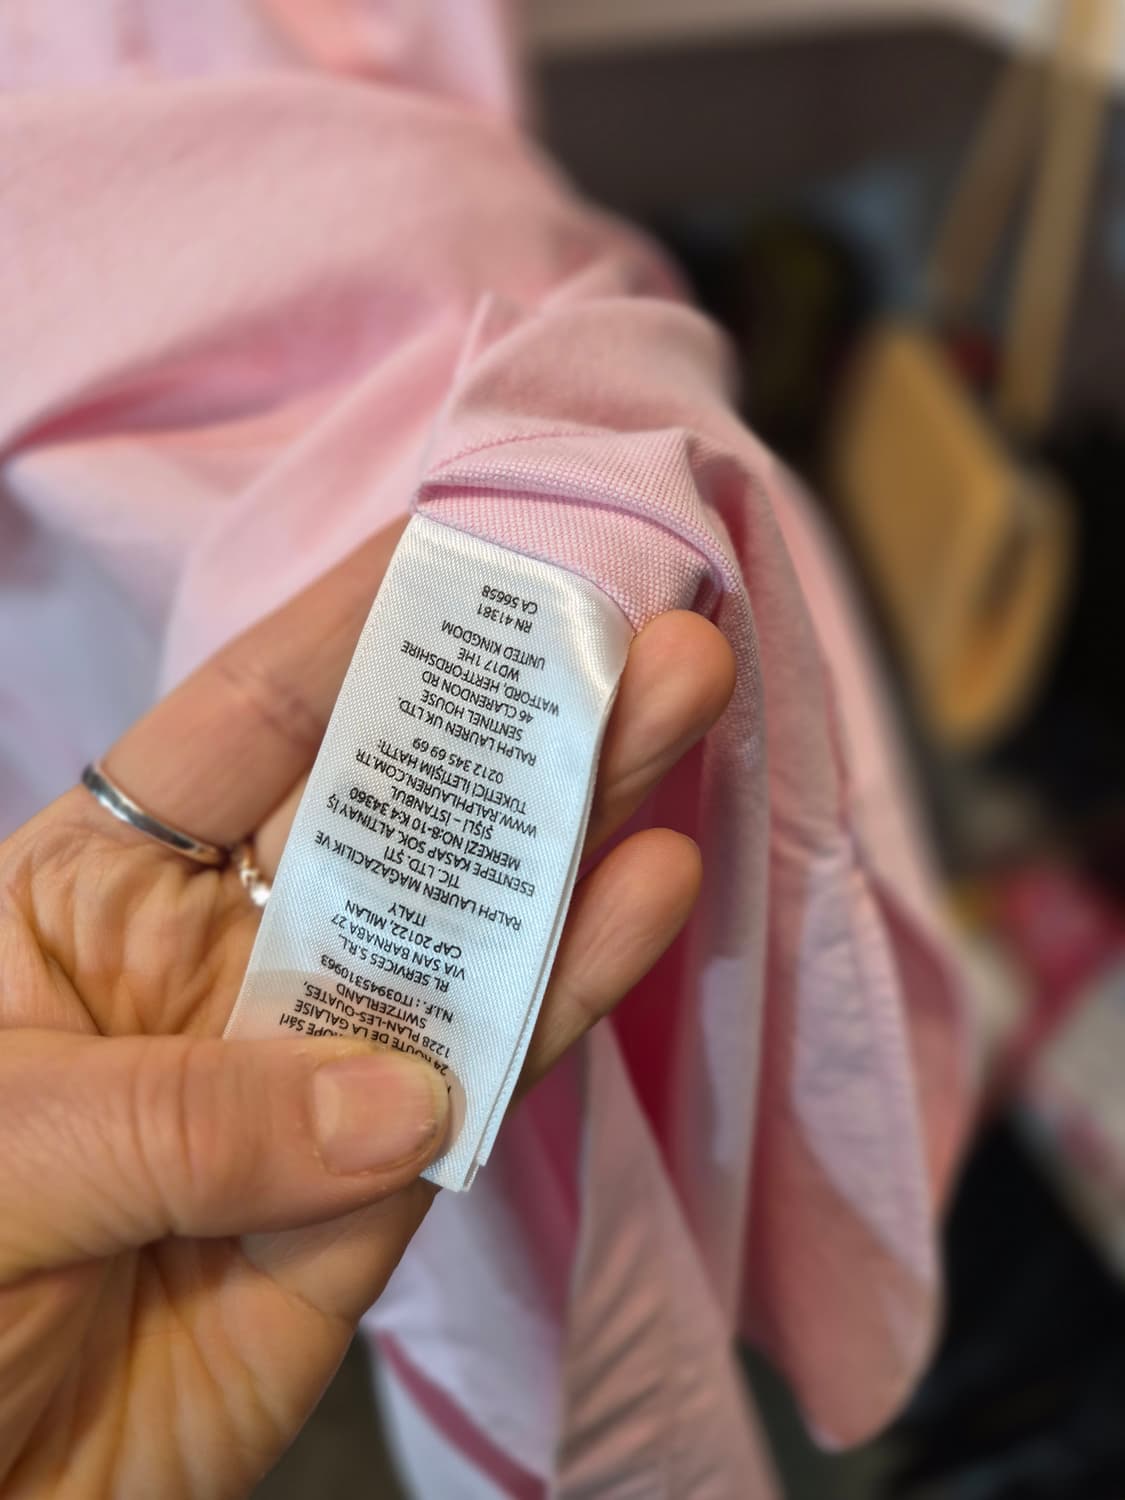 24 ROUTE DE LA GALAISE
1228 PLAN-LES-OUATES,
SWITZERLAND
N.I.F. : IT03945310963
RL SERVICES S.R.L.
VIA SAN BARNABA 27
CAP 20122, MILAN
ITALY
RALPH LAUREN MAĞAZACILIK VE
TİC. LTD. ŞTİ
ESENTEPE KASAP SOK. ALTINAY İŞ
MERKEZİ NO:8-10 K:4 34360
ŞİŞLİ - İSTANBUL
WWW.RALPHLAUREN.COM.TR
TÜKETİCİ İLETİŞİM HATTI:
0212 345 69 69
RALPH LAUREN UK LTD.
SENTINEL HOUSE
46 CLARENDON RD
WATFORD, HERTFORDSHIRE
WD17 1HE
UNITED KINGDOM
RN 41381
CA 56658